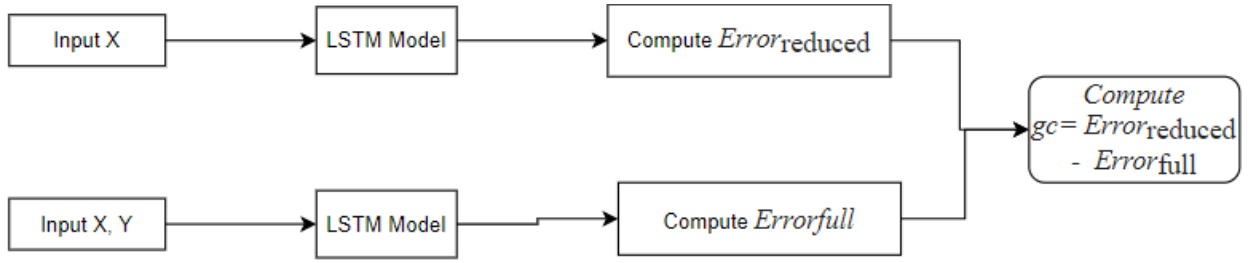 Input X
LSTM Model
Compute Errorreduced
Compute
gc= Errorreduced
- Errorfull
Input X, Y
LSTM Model
Compute Errorfull